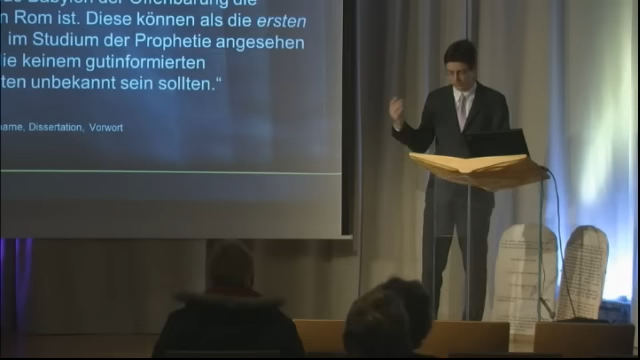 Babylon der Offenbarung die
n Rom ist. Diese können als die ersten
im Studium der Prophetie angesehen
ie keinem gutinformierten
ten unbekannt sein sollten.“
name, Dissertation, Vorwort